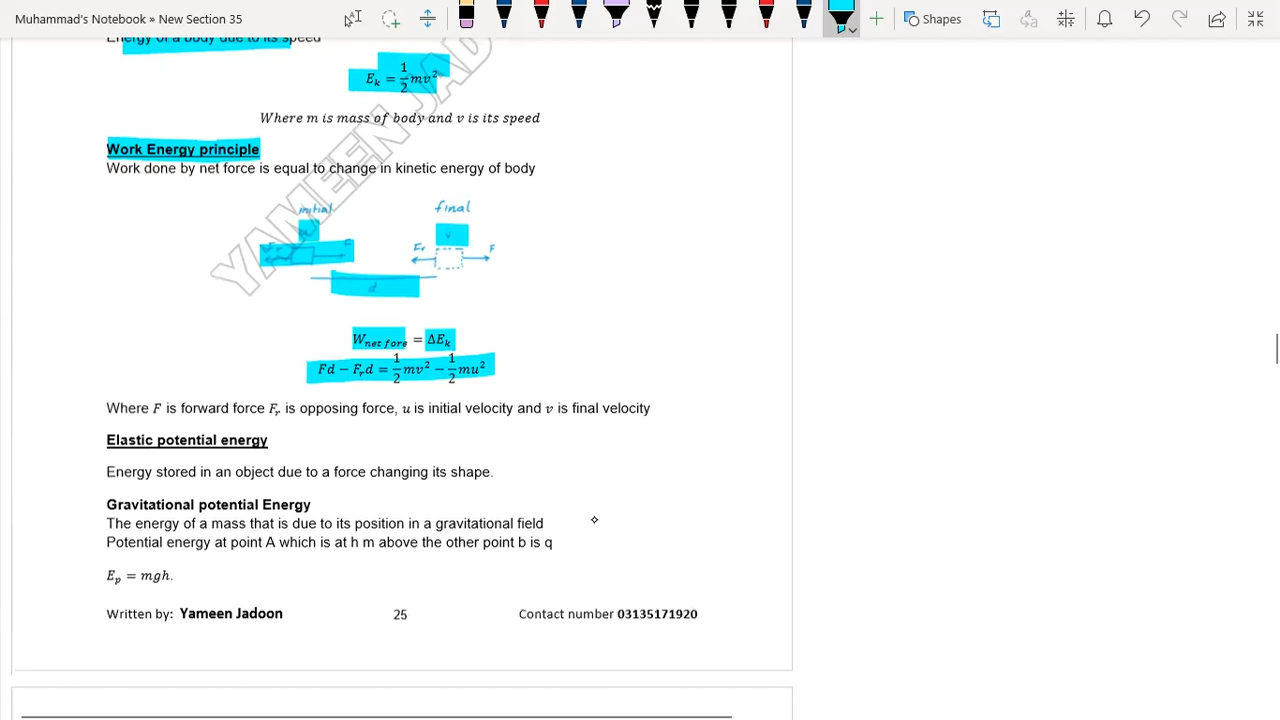 Muhammad's Notebook » New Section 35
Shapes
Energy of a body due to its speed
E_k = 1/2 mv²
Where m is mass of body and v is its speed
Work Energy principle
Work done by net force is equal to change in kinetic energy of body
initial final
v
Fr F
d
W_net fore = ΔE_k
Fd − F_r d = 1/2 mv² − 1/2 mu²
Where F is forward force F_r is opposing force, u is initial velocity and v is final velocity
Elastic potential energy
Energy stored in an object due to a force changing its shape.
Gravitational potential Energy
The energy of a mass that is due to its position in a gravitational field
Potential energy at point A which is at h m above the other point b is q
E_p = mgh.
Written by: Yameen Jadoon 25 Contact number 03135171920
YAMEEN JAD